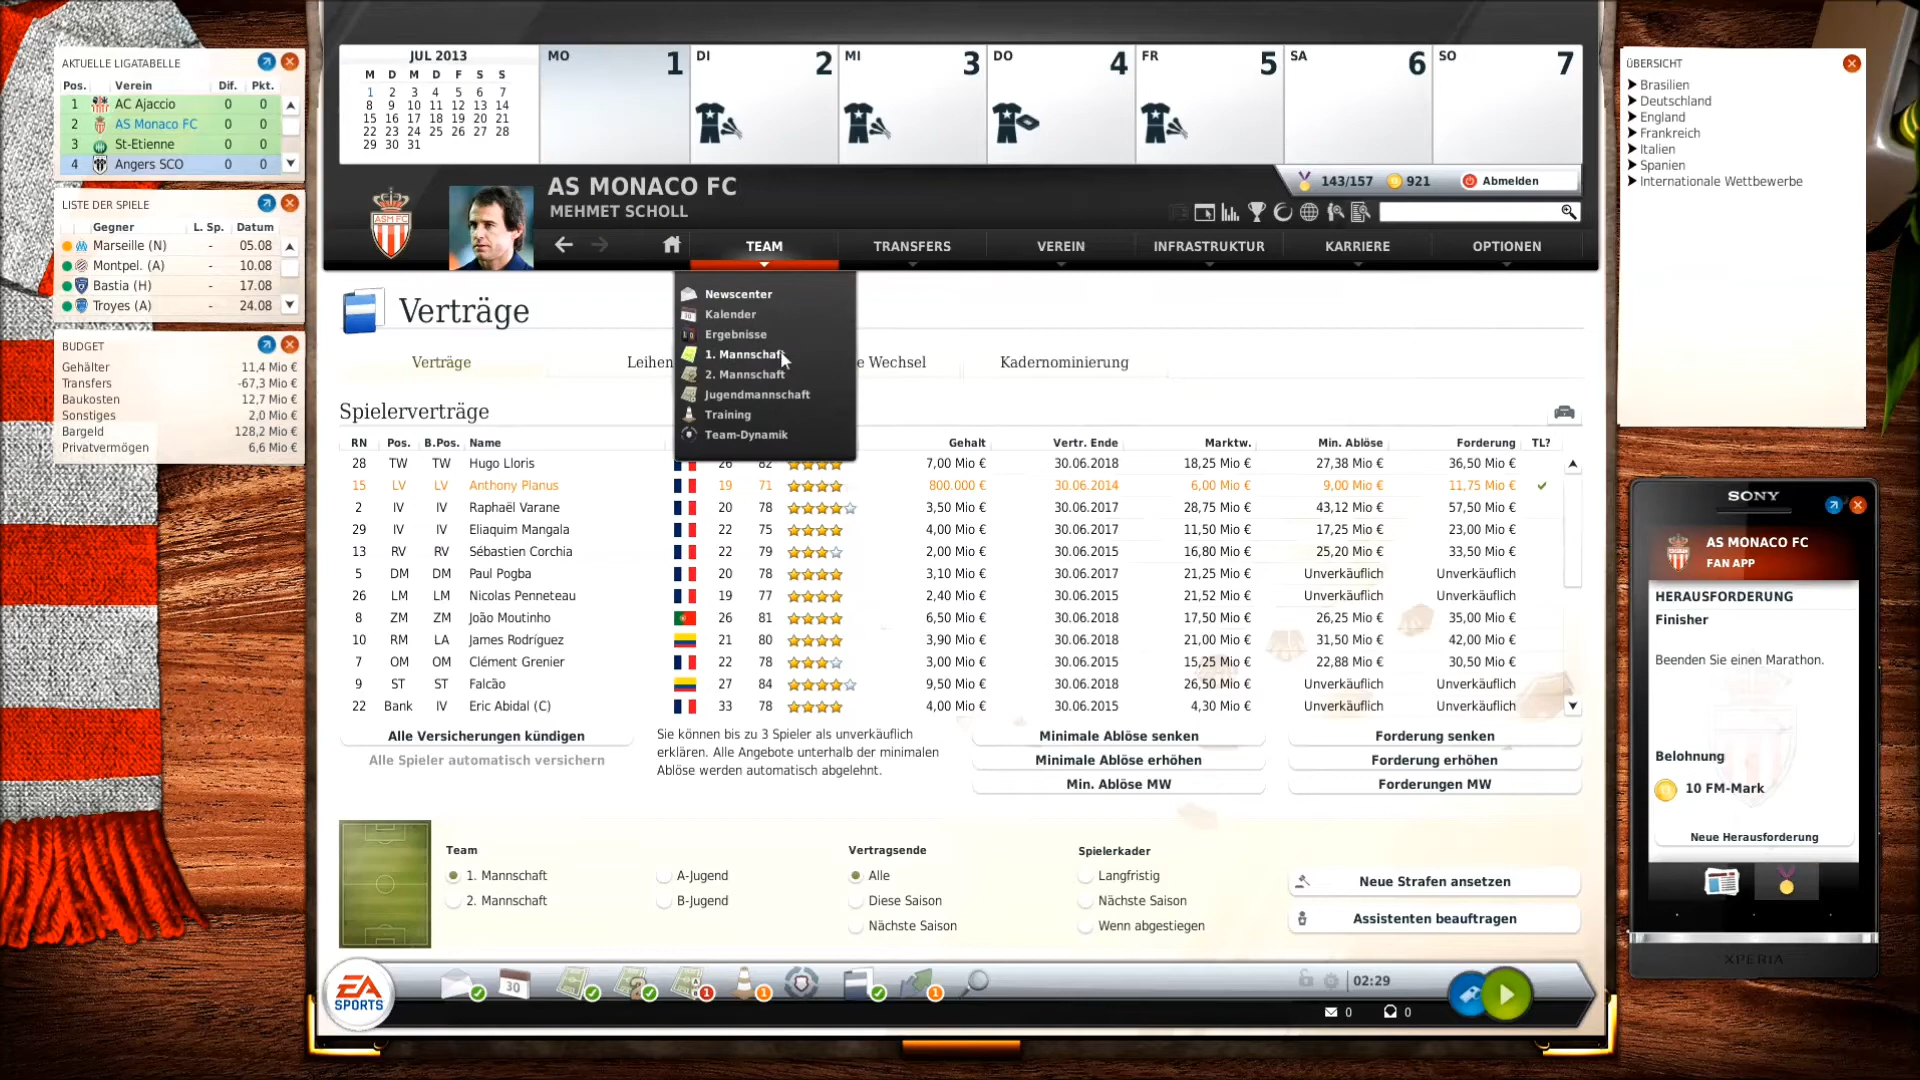 AKTUELLE LIGATABELLE
Pos. Verein Dif. Pkt.
1 AC Ajaccio 0 0
2 AS Monaco FC 0 0
3 St-Etienne 0 0
4 Angers SCO 0 0
LISTE DER SPIELE
Gegner L. Sp. Datum
Marseille (N) - 05.08
Montpel. (A) - 10.08
Bastia (H) - 17.08
Troyes (A) - 24.08
BUDGET
Gehälter 11,4 Mio €
Transfers -67,3 Mio €
Baukosten 12,7 Mio €
Sonstiges 2,0 Mio €
Bargeld 128,2 Mio €
Privatvermögen 6,6 Mio €
JUL 2013
M D M D F S S
1 2 3 4 5 6 7
8 9 10 11 12 13 14
15 16 17 18 19 20 21
22 23 24 25 26 27 28
29 30 31
MO 1 DI 2 MI 3 DO 4 FR 5 SA 6 SO 7
AS MONACO FC
MEHMET SCHOLL
143/157 921 Abmelden
TEAM TRANSFERS VEREIN INFRASTRUKTUR KARRIERE OPTIONEN
Newscenter
Kalender
Ergebnisse
1. Mannschaft
2. Mannschaft
Jugendmannschaft
Training
Team-Dynamik
Verträge
Verträge Leihen e Wechsel Kadernominierung
Spielerverträge
RN Pos. B.Pos. Name Gehalt Vertr. Ende Marktw. Min. Ablöse Forderung TL?
28 TW TW Hugo Lloris 26 82 7,00 Mio € 30.06.2018 18,25 Mio € 27,38 Mio € 36,50 Mio €
15 LV LV Anthony Planus 19 71 800.000 € 30.06.2014 6,00 Mio € 9,00 Mio € 11,75 Mio €
2 IV IV Raphaël Varane 20 78 3,50 Mio € 30.06.2017 28,75 Mio € 43,12 Mio € 57,50 Mio €
29 IV IV Eliaquim Mangala 22 75 4,00 Mio € 30.06.2017 11,50 Mio € 17,25 Mio € 23,00 Mio €
13 RV RV Sébastien Corchia 22 79 2,00 Mio € 30.06.2015 16,80 Mio € 25,20 Mio € 33,50 Mio €
5 DM DM Paul Pogba 20 78 3,10 Mio € 30.06.2017 21,25 Mio € Unverkäuflich Unverkäuflich
26 LM LM Nicolas Penneteau 19 77 2,40 Mio € 30.06.2015 21,52 Mio € Unverkäuflich Unverkäuflich
8 ZM ZM João Moutinho 26 81 6,50 Mio € 30.06.2018 17,50 Mio € 26,25 Mio € 35,00 Mio €
10 RM LA James Rodríguez 21 80 3,90 Mio € 30.06.2018 21,00 Mio € 31,50 Mio € 42,00 Mio €
7 OM OM Clément Grenier 22 78 3,00 Mio € 30.06.2015 15,25 Mio € 22,88 Mio € 30,50 Mio €
9 ST ST Falcão 27 84 9,50 Mio € 30.06.2018 26,50 Mio € Unverkäuflich Unverkäuflich
22 Bank IV Eric Abidal (C) 33 78 4,00 Mio € 30.06.2015 4,30 Mio € Unverkäuflich Unverkäuflich
Alle Versicherungen kündigen
Alle Spieler automatisch versichern
Sie können bis zu 3 Spieler als unverkäuflich
erklären. Alle Angebote unterhalb der minimalen
Ablöse werden automatisch abgelehnt.
Minimale Ablöse senken Forderung senken
Minimale Ablöse erhöhen Forderung erhöhen
Min. Ablöse MW Forderungen MW
Team Vertragsende Spielerkader
1. Mannschaft A-Jugend Alle Langfristig
2. Mannschaft B-Jugend Diese Saison Nächste Saison
Nächste Saison Wenn abgestiegen
Neue Strafen ansetzen
Assistenten beauftragen
EA SPORTS
30
1 1 1
02:29
0 0
ÜBERSICHT
Brasilien
Deutschland
England
Frankreich
Italien
Spanien
Internationale Wettbewerbe
SONY
AS MONACO FC
FAN APP
HERAUSFORDERUNG
Finisher
Beenden Sie einen Marathon.
Belohnung
10 FM-Mark
Neue Herausforderung
XPERIA